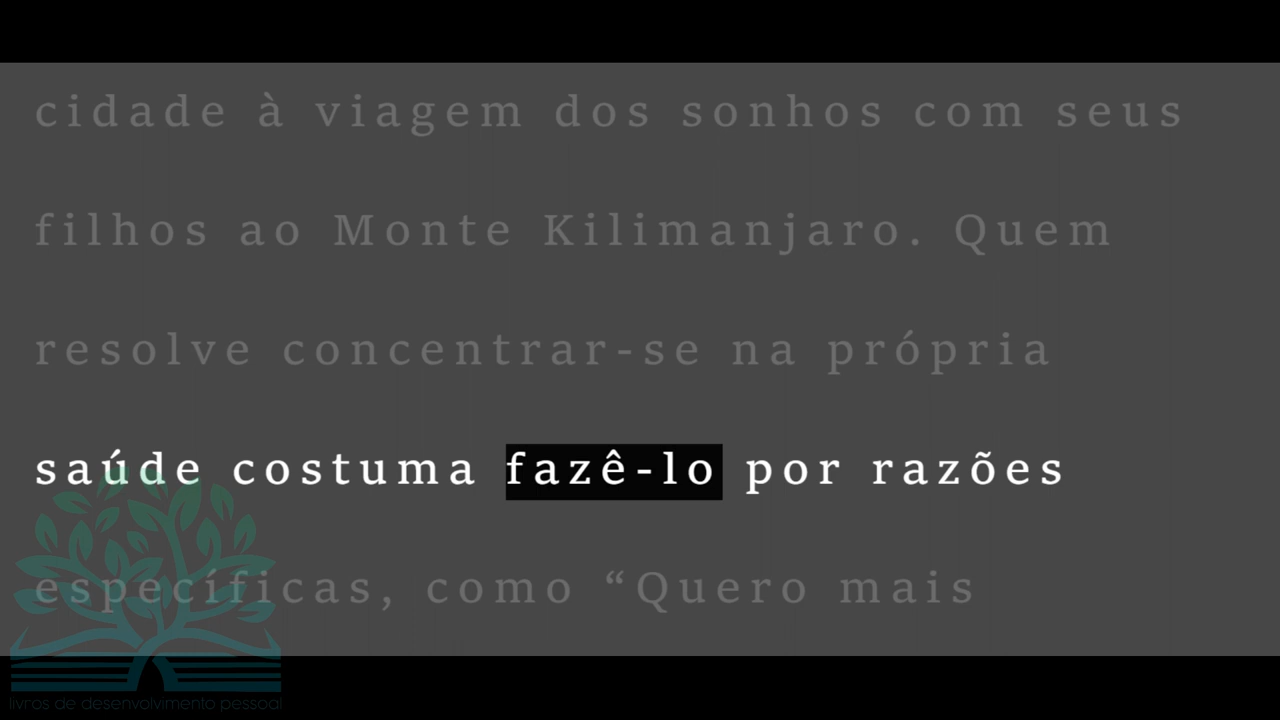 cidade à viagem dos sonhos com seus
filhos ao Monte Kilimanjaro. Quem
resolve concentrar-se na própria
saúde costuma fazê-lo por razões
específicas, como “Quero mais
livros de desenvolvimento pessoal